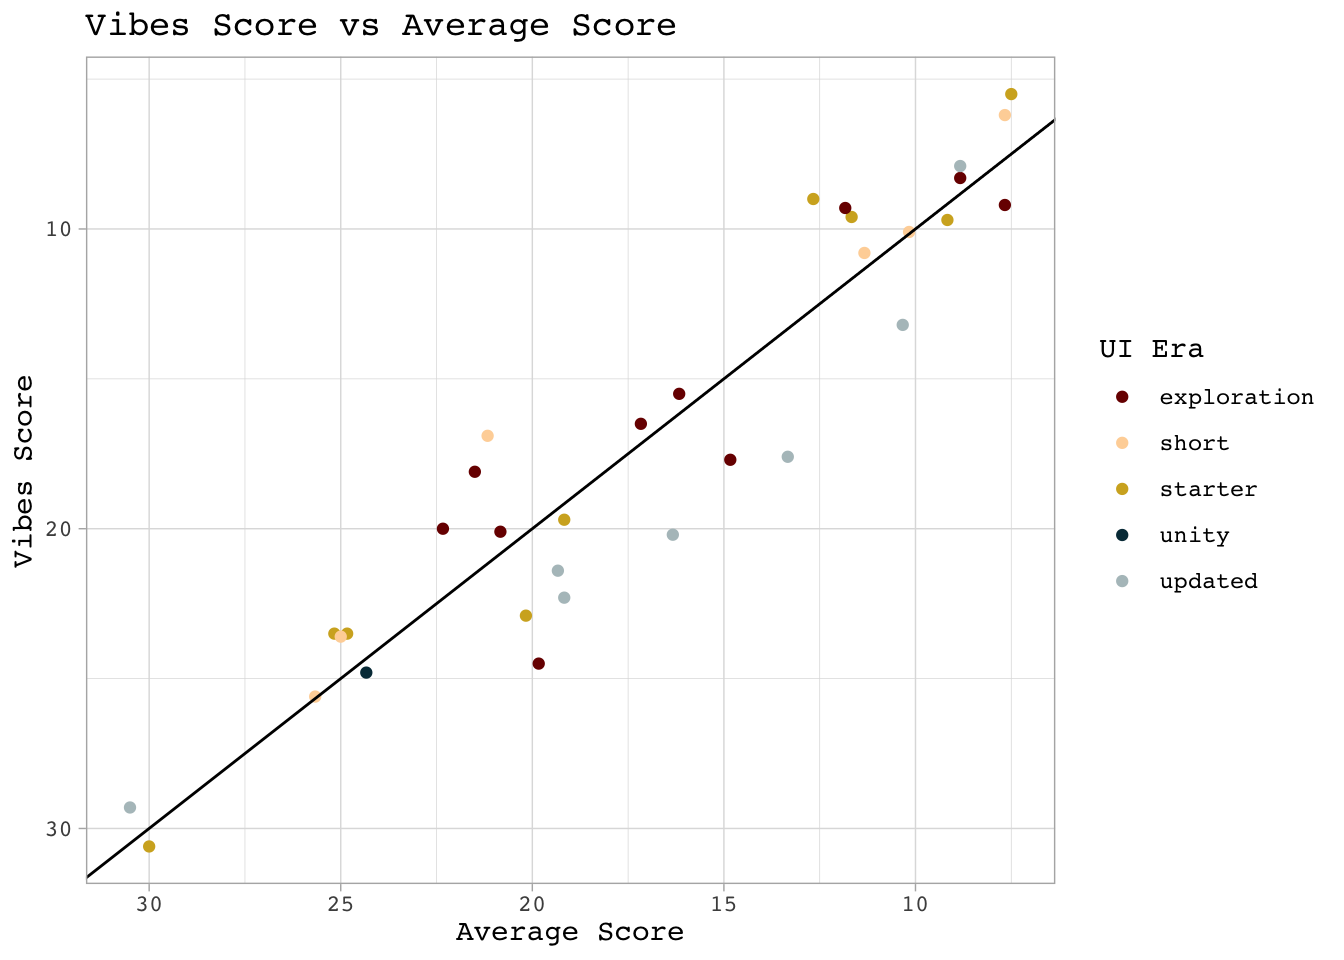 Vibes Score vs Average Score
10
20
30
Vibes Score
30
25
20
15
10
Average Score
UI Era
exploration
short
starter
unity
updated